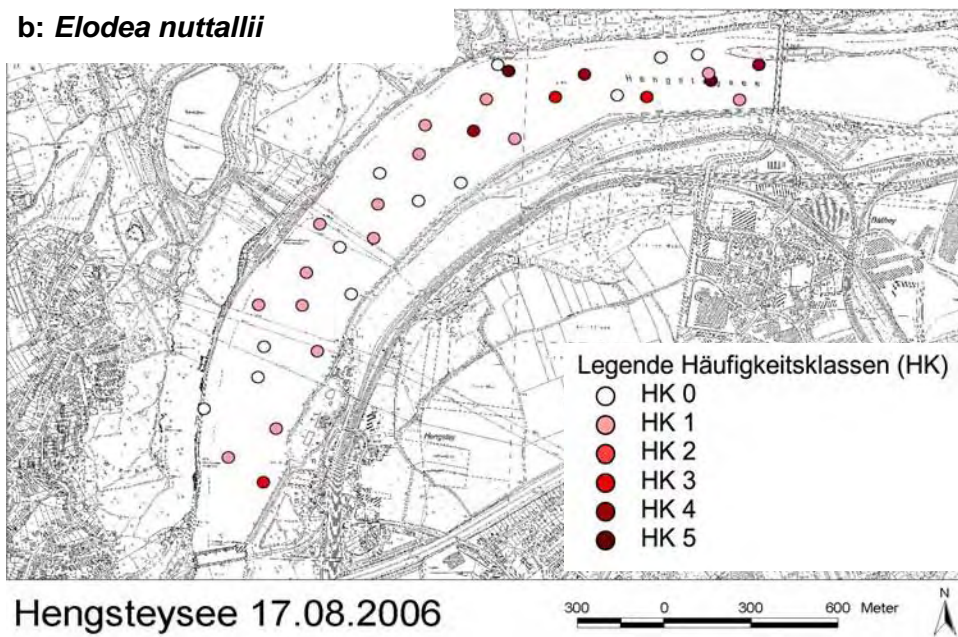 b: Elodea nuttallii
Hengsteysee
Hengstey
Legende Häufigkeitsklassen (HK)
HK 0
HK 1
HK 2
HK 3
HK 4
HK 5
Hengsteysee 17.08.2006
300 0 300 600 Meter
N